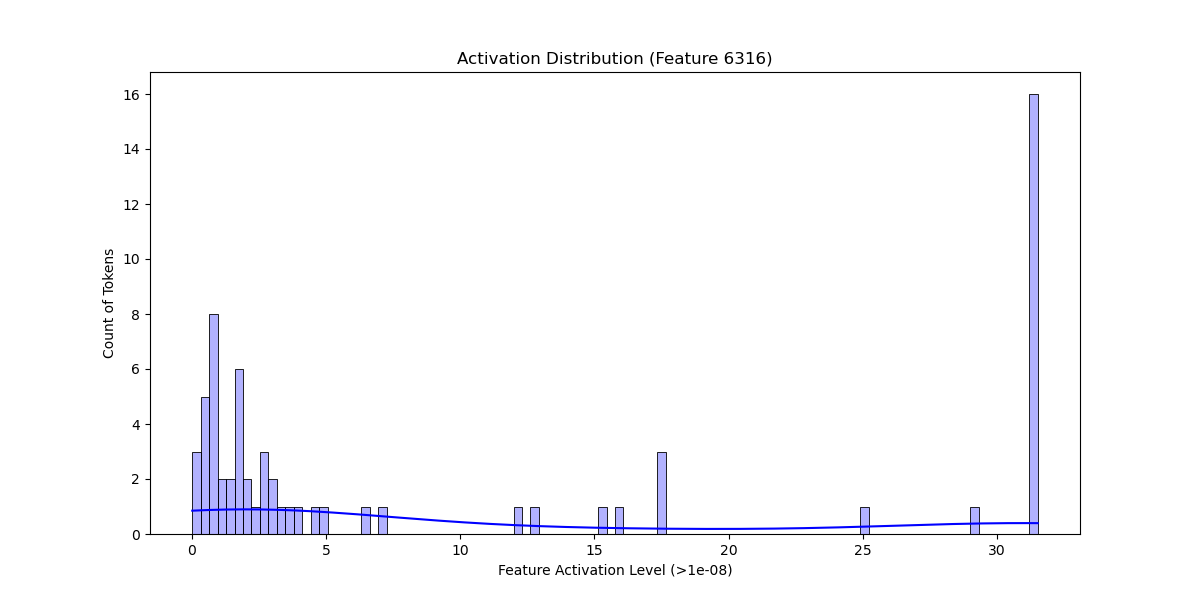 Activation Distribution (Feature 6316)
16
14
12
10
8
6
4
2
0
Count of Tokens
0 5 10 15 20 25 30
Feature Activation Level (>1e-08)